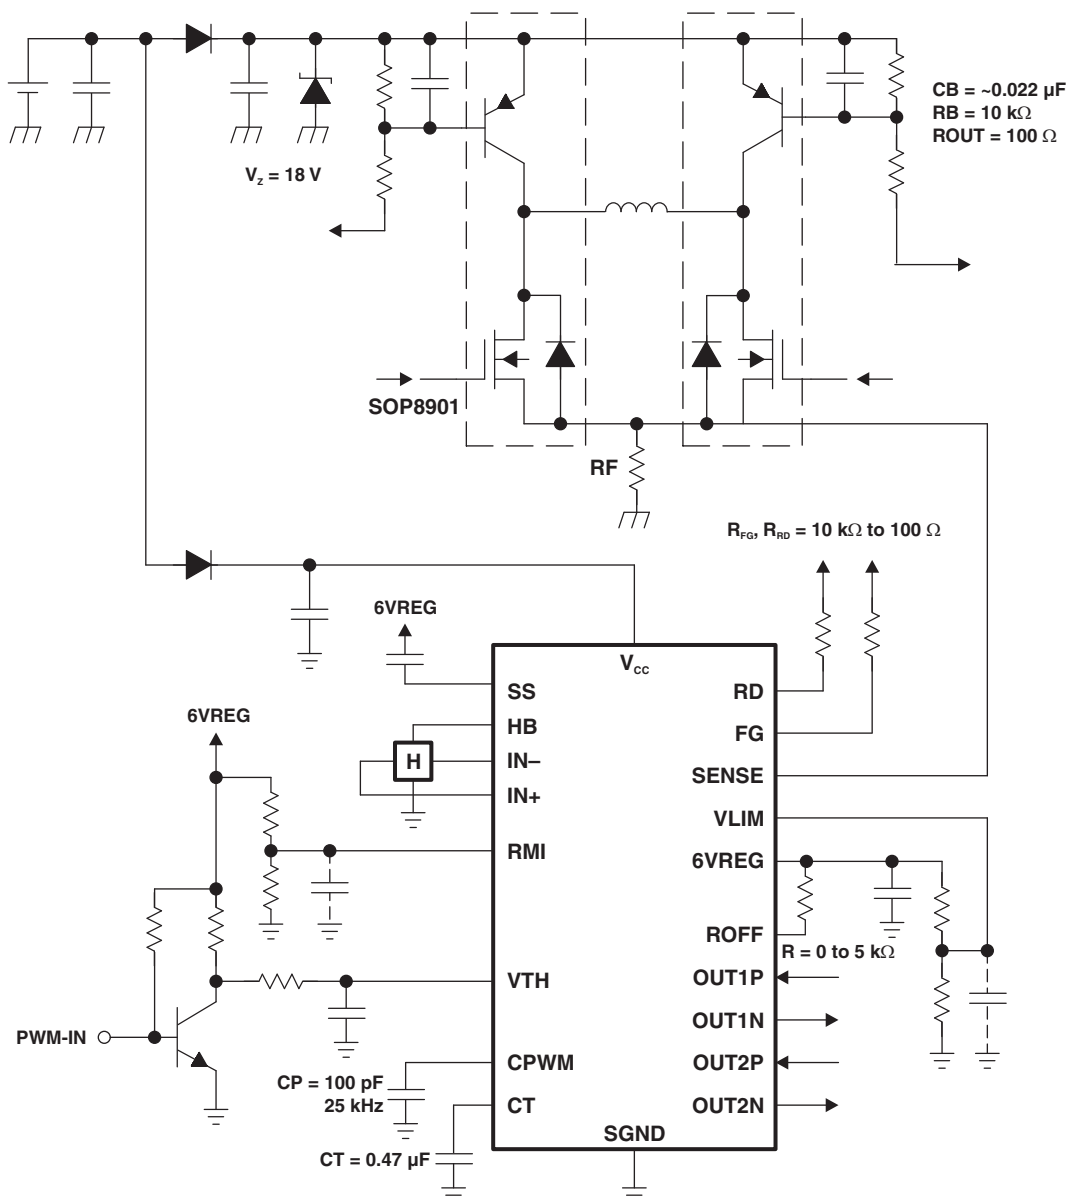 CB = ~0.022 µF
RB = 10 kΩ
ROUT = 100 Ω
VZ = 18 V
SOP8901
RF
RFG, RRD = 10 kΩ to 100 Ω
6VREG
VCC
SS
RD
6VREG
HB
FG
H
IN–
SENSE
IN+
VLIM
RMI
6VREG
ROFF
R = 0 to 5 kΩ
VTH
OUT1P
OUT1N
PWM-IN
CPWM
OUT2P
CP = 100 pF
25 kHz
CT
OUT2N
SGND
CT = 0.47 µF